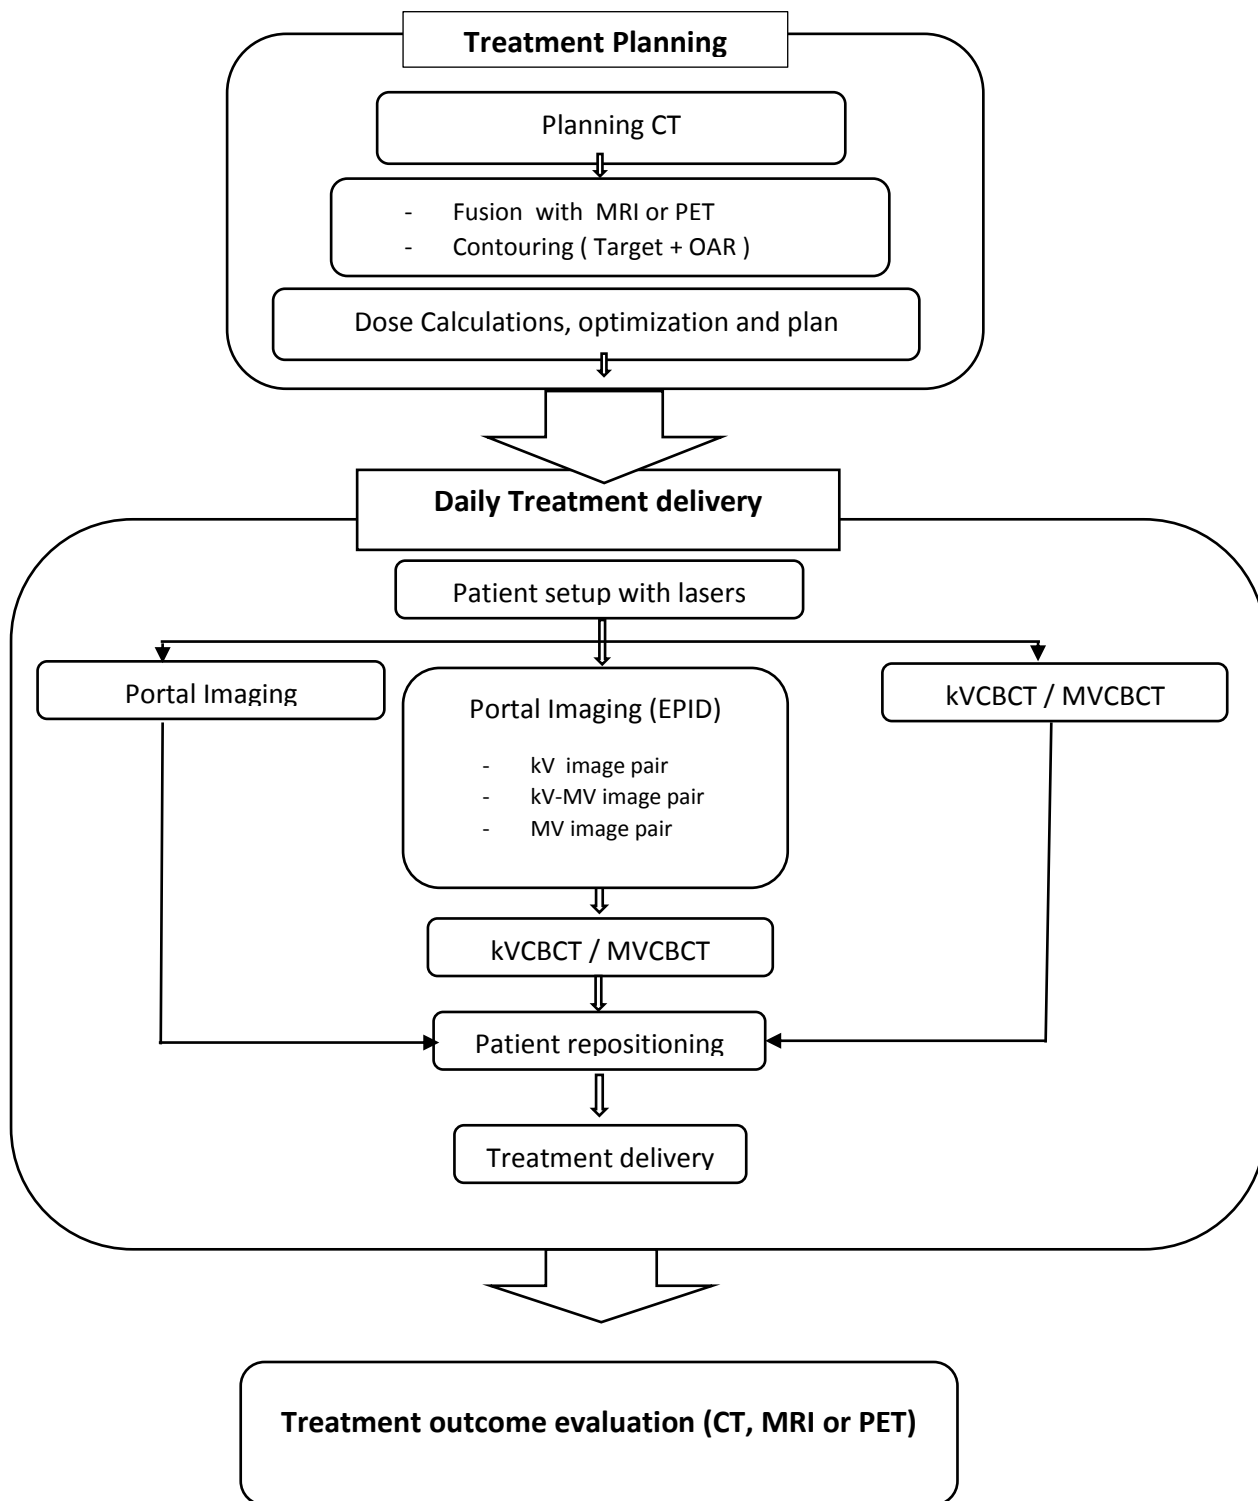 Treatment Planning
Planning CT
- Fusion with MRI or PET
- Contouring ( Target + OAR )
Dose Calculations, optimization and plan
Daily Treatment delivery
Patient setup with lasers
Portal Imaging
Portal Imaging (EPID)
- kV image pair
- kV-MV image pair
- MV image pair
kVCBCT / MVCBCT
kVCBCT / MVCBCT
Patient repositioning
Treatment delivery
Treatment outcome evaluation (CT, MRI or PET)